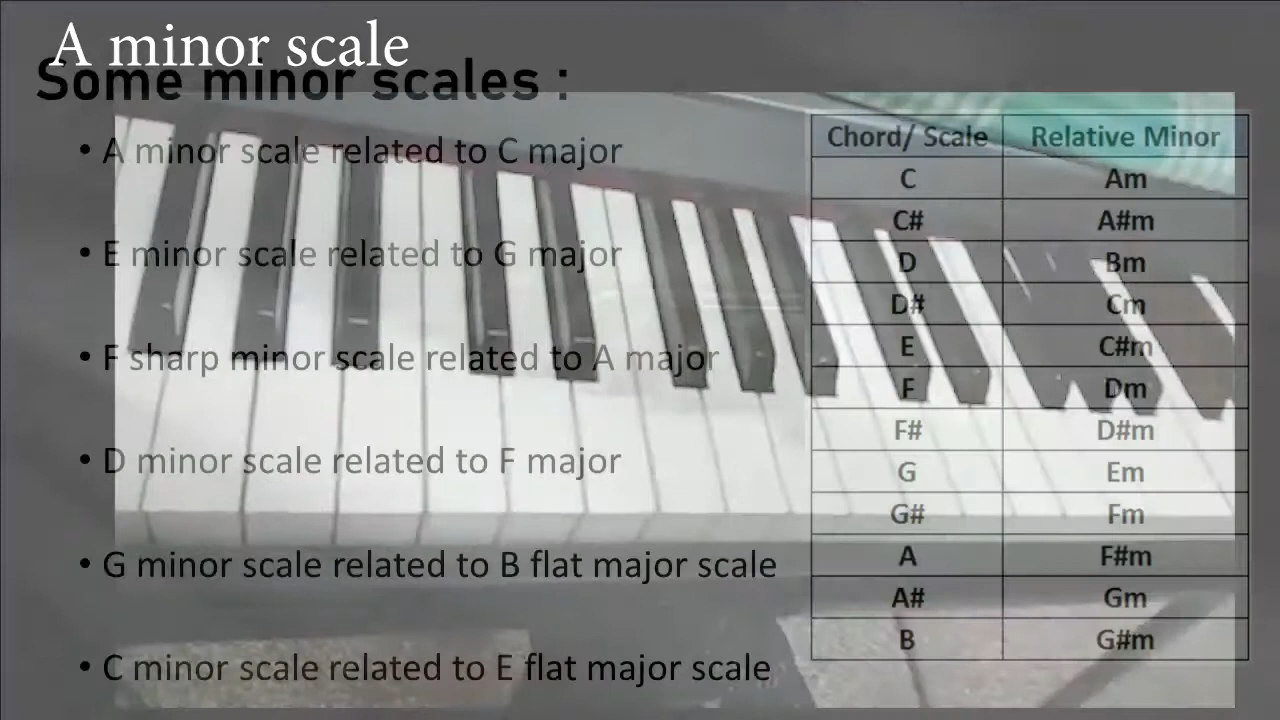 A minor scale
Some minor scales :
• A minor scale related to C major
• E minor scale related to G major
• F sharp minor scale related to A major
• D minor scale related to F major
• G minor scale related to B flat major scale
• C minor scale related to E flat major scale
Chord/ Scale Relative Minor
C Am
C# A#m
D Bm
D# Cm
E C#m
F Dm
F# D#m
G Em
G# Fm
A F#m
A# Gm
B G#m